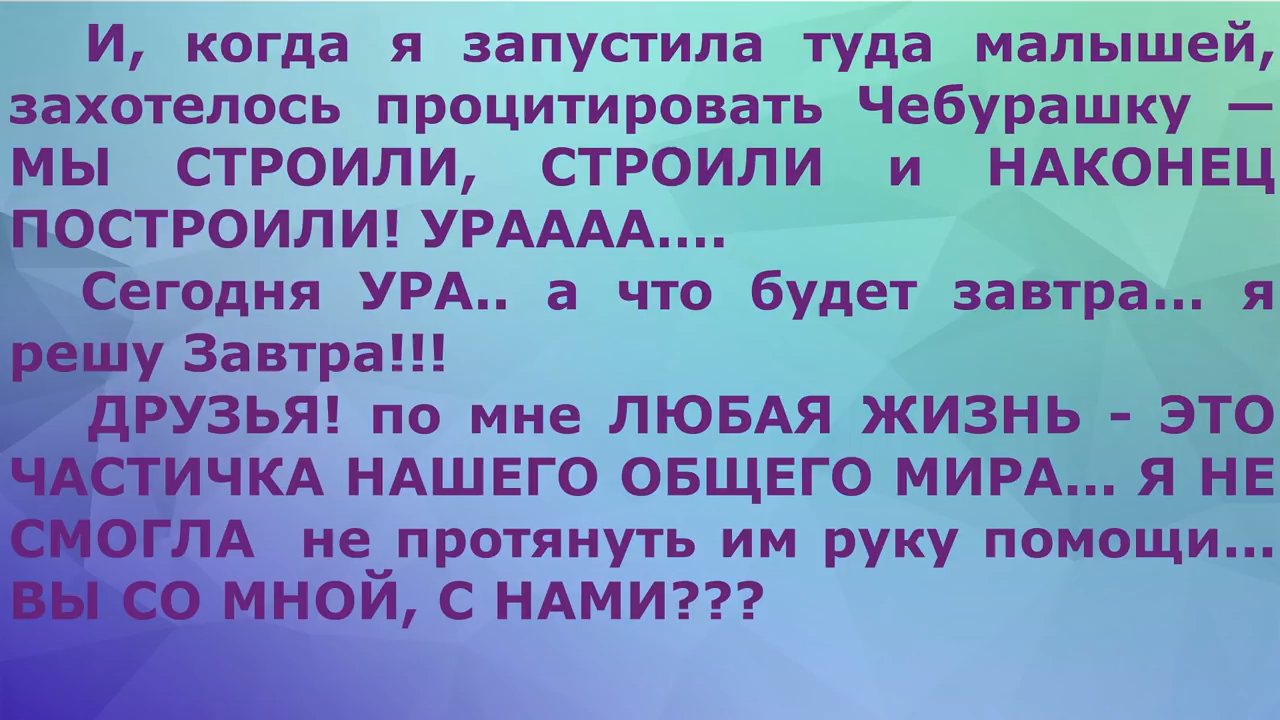 И, когда я запустила туда малышей,
захотелось процитировать Чебурашку —
МЫ СТРОИЛИ, СТРОИЛИ и НАКОНЕЦ
ПОСТРОИЛИ! УРАААА....
Сегодня УРА.. а что будет завтра... я
решу Завтра!!!
ДРУЗЬЯ! по мне ЛЮБАЯ ЖИЗНЬ - ЭТО
ЧАСТИЧКА НАШЕГО ОБЩЕГО МИРА... Я НЕ
СМОГЛА не протянуть им руку помощи...
ВЫ СО МНОЙ, С НАМИ???